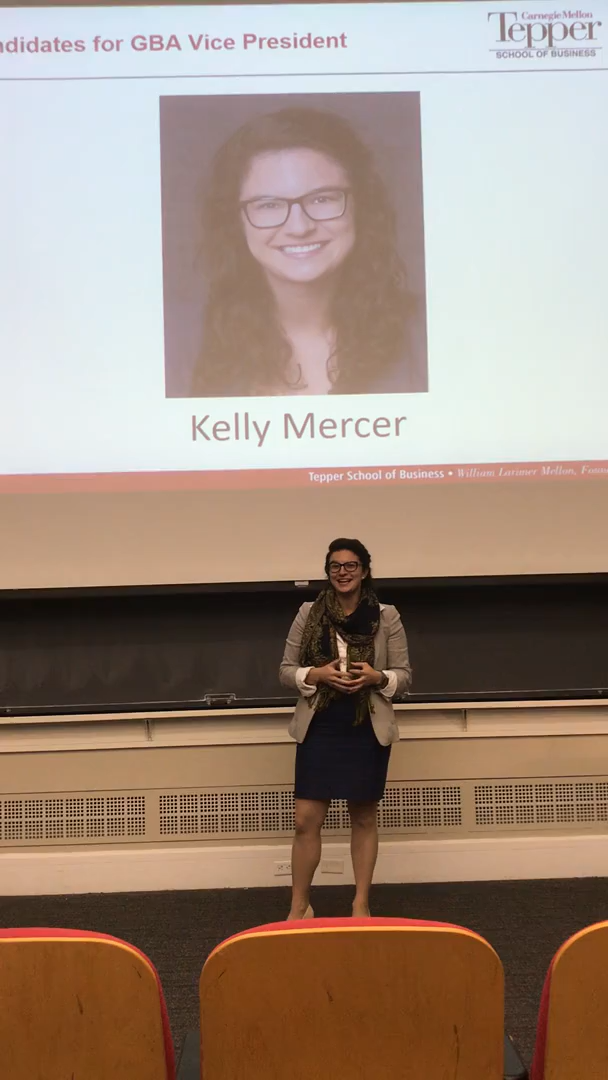 ndidates for GBA Vice President
Carnegie Mellon
Tepper
SCHOOL OF BUSINESS
Kelly Mercer
Tepper School of Business • William Larimer Mellon, Foun